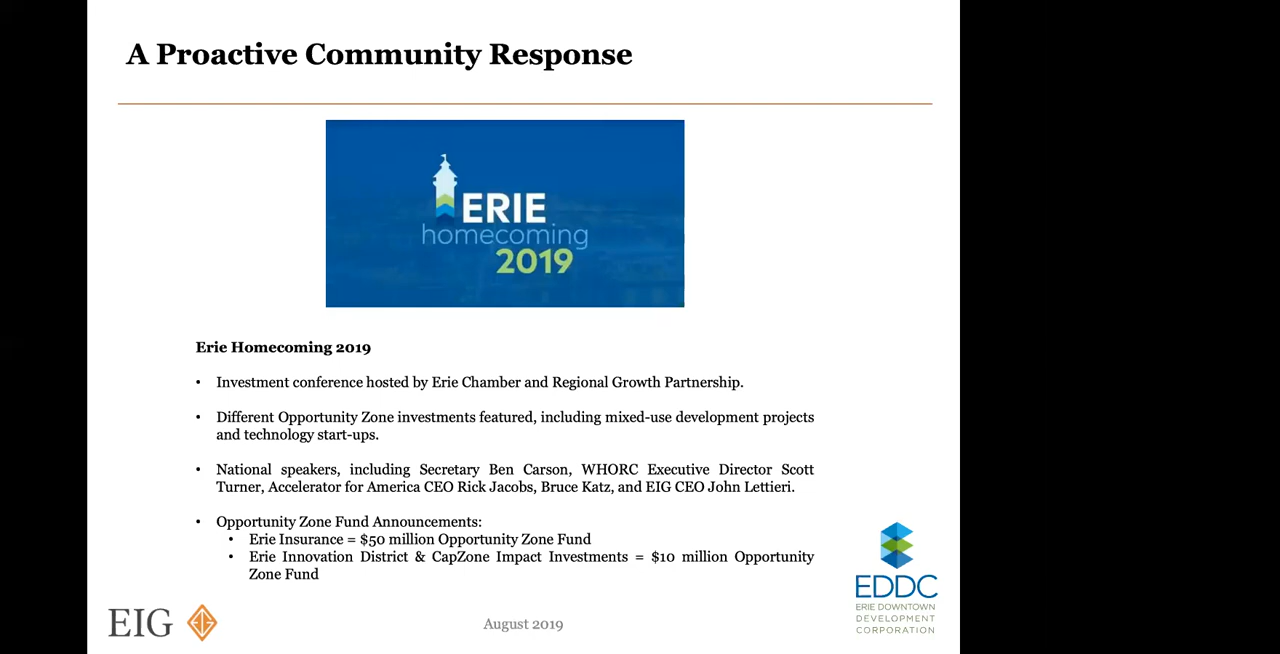 A Proactive Community Response
ERIE
homecoming
2019
Erie Homecoming 2019
• Investment conference hosted by Erie Chamber and Regional Growth Partnership.
• Different Opportunity Zone investments featured, including mixed-use development projects
and technology start-ups.
• National speakers, including Secretary Ben Carson, WHORC Executive Director Scott
Turner, Accelerator for America CEO Rick Jacobs, Bruce Katz, and EIG CEO John Lettieri.
• Opportunity Zone Fund Announcements:
• Erie Insurance = $50 million Opportunity Zone Fund
• Erie Innovation District & CapZone Impact Investments = $10 million Opportunity
Zone Fund
EIG
August 2019
EDDC
ERIE DOWNTOWN
DEVELOPMENT
CORPORATION